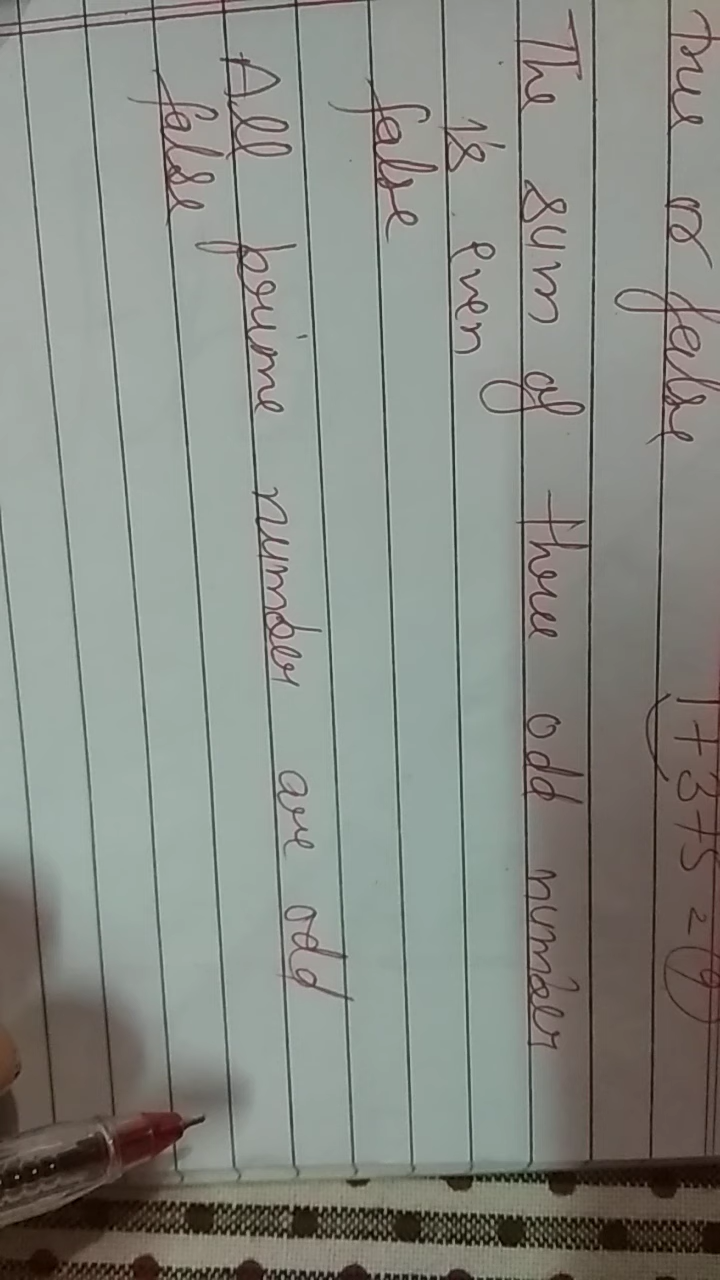 True or false
1+3+5=9
The sum of three odd number
is even
false
All prime number are odd
false